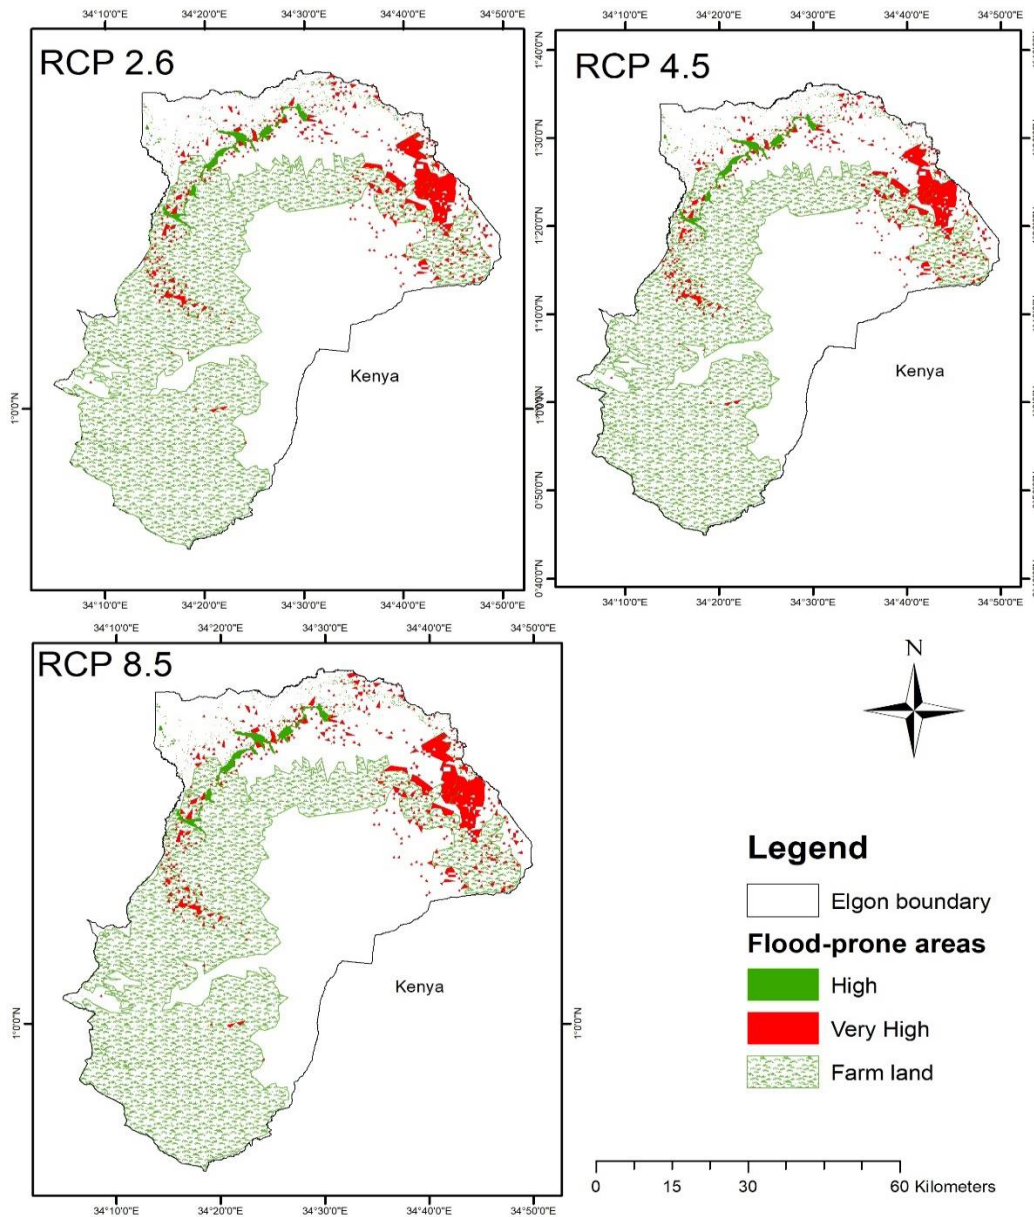 34°10'0"E 34°20'0"E 34°30'0"E 34°40'0"E 34°50'0"E
34°10'0"E 34°20'0"E 34°30'0"E 34°40'0"E 34°50'0"E
RCP 2.6
1°0'0"N
Kenya
34°10'0"E 34°20'0"E 34°30'0"E 34°40'0"E 34°50'0"E
RCP 4.5
1°40'0"N
1°30'0"N
1°20'0"N
1°10'0"N
1°0'0"N
0°50'0"N
0°40'0"N
Kenya
34°10'0"E 34°20'0"E 34°30'0"E 34°40'0"E 34°50'0"E
34°10'0"E 34°20'0"E 34°30'0"E 34°40'0"E 34°50'0"E
RCP 8.5
1°0'0"N
Kenya
1°0'0"N
34°10'0"E 34°20'0"E 34°30'0"E 34°40'0"E 34°50'0"E
N
Legend
Elgon boundary
Flood-prone areas
High
Very High
Farm land
0 15 30 60 Kilometers